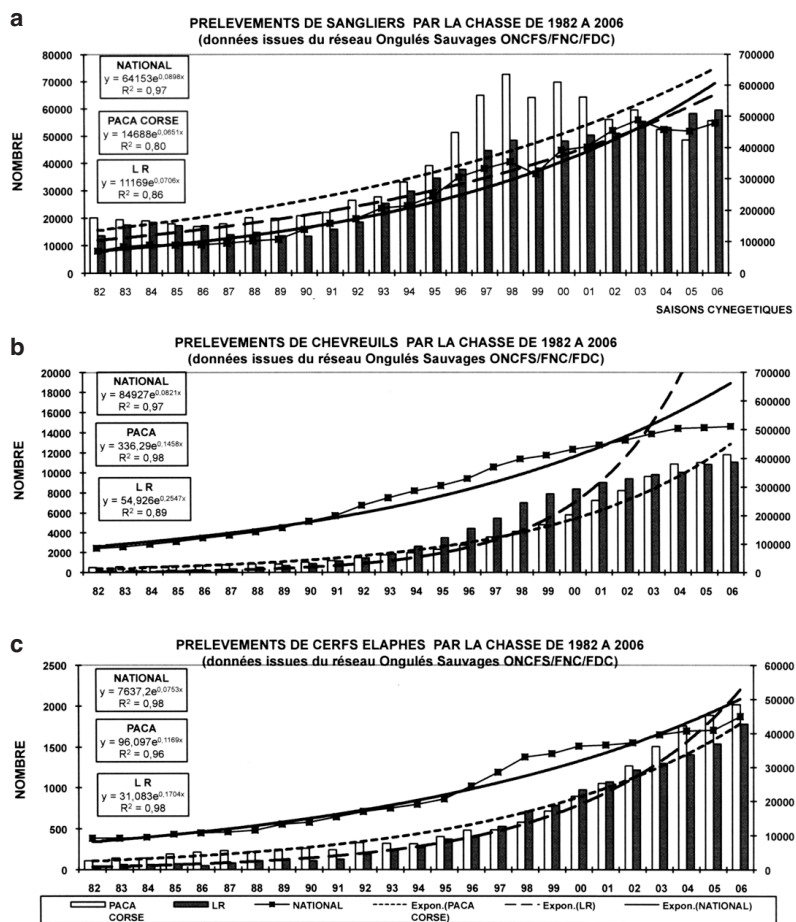 a
PRELEVEMENTS DE SANGLIERS PAR LA CHASSE DE 1982 A 2006
(données issues du réseau Ongulés Sauvages ONCFS/FNC/FDC)
NOMBRE
80000
70000
60000
50000
40000
30000
20000
10000
0
NATIONAL
y = 64153e^0,0898x
R² = 0,97
PACA CORSE
y = 14688e^0,0651x
R² = 0,80
L R
y = 11169e^0,0706x
R² = 0,86
700000
600000
500000
400000
300000
200000
100000
0
82 83 84 85 86 87 88 89 90 91 92 93 94 95 96 97 98 99 00 01 02 03 04 05 06
SAISONS CYNEGETIQUES
b
PRELEVEMENTS DE CHEVREUILS PAR LA CHASSE DE 1982 A 2006
(données issues du réseau Ongulés Sauvages ONCFS/FNC/FDC)
NOMBRE
20000
18000
16000
14000
12000
10000
8000
6000
4000
2000
0
NATIONAL
y = 84927e^0,0821x
R² = 0,97
PACA
y = 336,29e^0,1458x
R² = 0,98
L R
y = 54,926e^0,2547x
R² = 0,89
700000
600000
500000
400000
300000
200000
100000
0
82 83 84 85 86 87 88 89 90 91 92 93 94 95 96 97 98 99 00 01 02 03 04 05 06
c
PRELEVEMENTS DE CERFS ELAPHES PAR LA CHASSE DE 1982 A 2006
(données issues du réseau Ongulés Sauvages ONCFS/FNC/FDC)
NOMBRE
2500
2000
1500
1000
500
0
NATIONAL
y = 7637,2e^0,0753x
R² = 0,98
PACA
y = 96,097e^0,1169x
R² = 0,96
L R
y = 31,083e^0,1704x
R² = 0,98
60000
50000
40000
30000
20000
10000
0
82 83 84 85 86 87 88 89 90 91 92 93 94 95 96 97 98 99 00 01 02 03 04 05 06
PACA CORSE
LR
NATIONAL
Expon.(PACA CORSE)
Expon.(LR)
Expon.(NATIONAL)